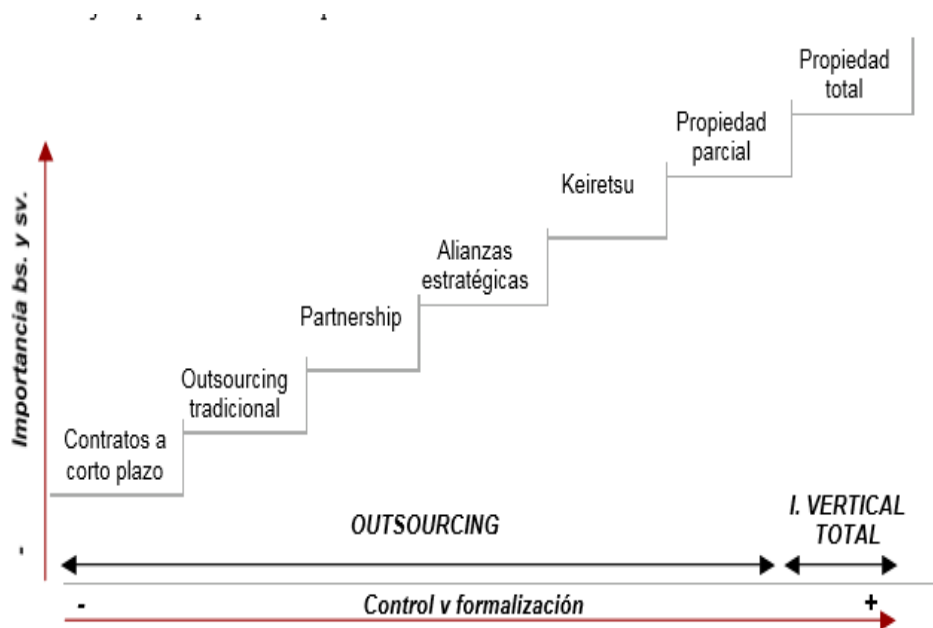 Propiedad
total
Propiedad
parcial
Keiretsu
Alianzas
estratégicas
Partnership
Outsourcing
tradicional
Contratos a
corto plazo
- Importancia bs. y sv.
OUTSOURCING
I. VERTICAL
TOTAL
- Control y formalización +